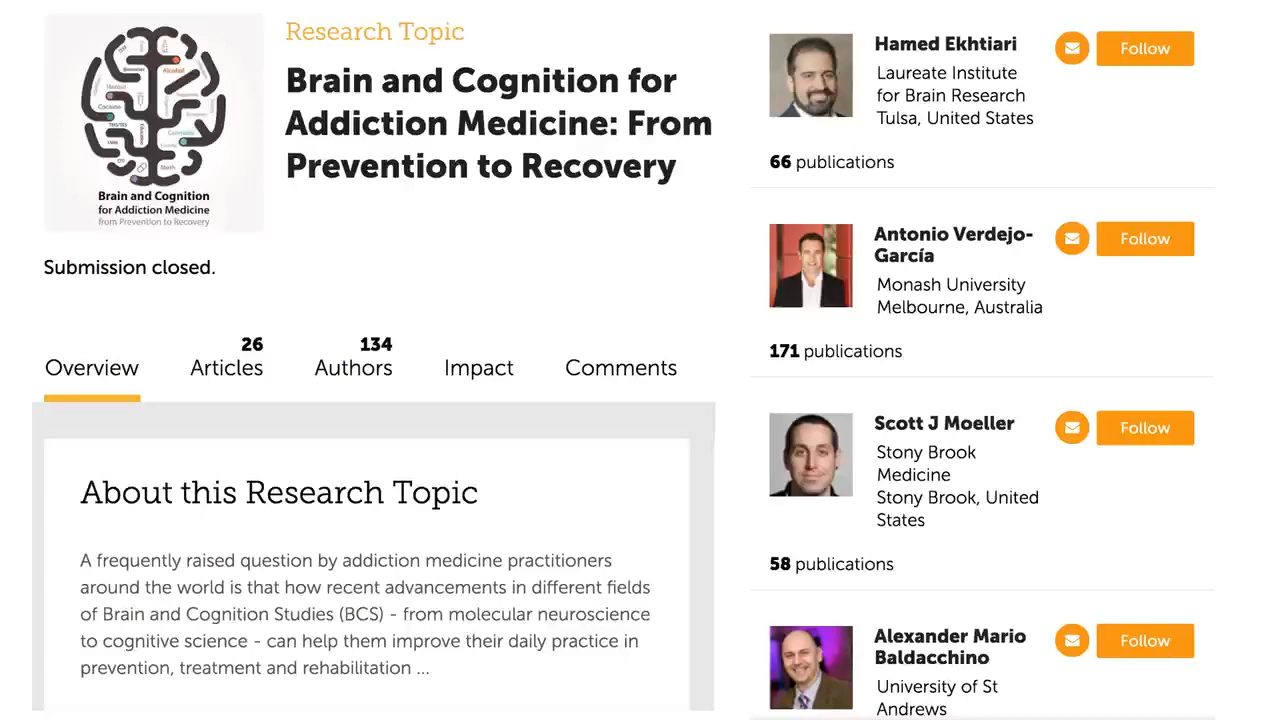 Alcohol
Cocaine
Cannabis
Meth
Brain and Cognition
for Addiction Medicine
from Prevention to Recovery
Research Topic
Brain and Cognition for
Addiction Medicine: From
Prevention to Recovery
Submission closed.
Overview
26
Articles
134
Authors
Impact
Comments
About this Research Topic
A frequently raised question by addiction medicine practitioners
around the world is that how recent advancements in different fields
of Brain and Cognition Studies (BCS) - from molecular neuroscience
to cognitive science - can help them improve their daily practice in
prevention, treatment and rehabilitation ...
Hamed Ekhtiari
Follow
Laureate Institute
for Brain Research
Tulsa, United States
66 publications
Antonio Verdejo-
García
Follow
Monash University
Melbourne, Australia
171 publications
Scott J Moeller
Follow
Stony Brook
Medicine
Stony Brook, United
States
58 publications
Alexander Mario
Baldacchino
Follow
University of St
Andrews